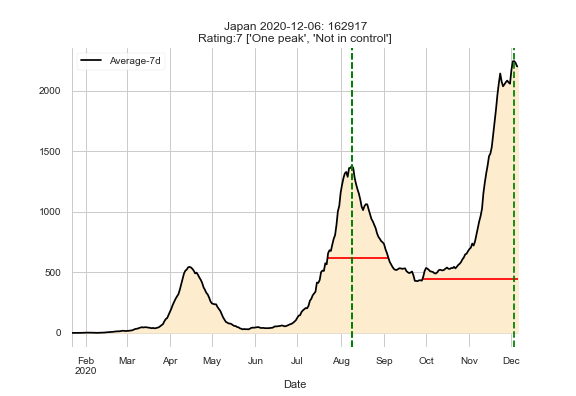 Japan 2020-12-06: 162917
Rating:7 ['One peak', 'Not in control']
Average-7d
2000
1500
1000
500
0
Feb Mar Apr May Jun Jul Aug Sep Oct Nov Dec
2020
Date